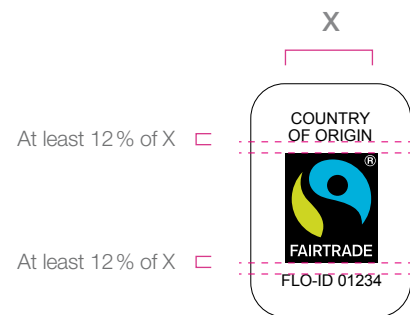 X
COUNTRY
OF ORIGIN
At least 12% of X
®
FAIRTRADE
At least 12% of X
FLO-ID 01234